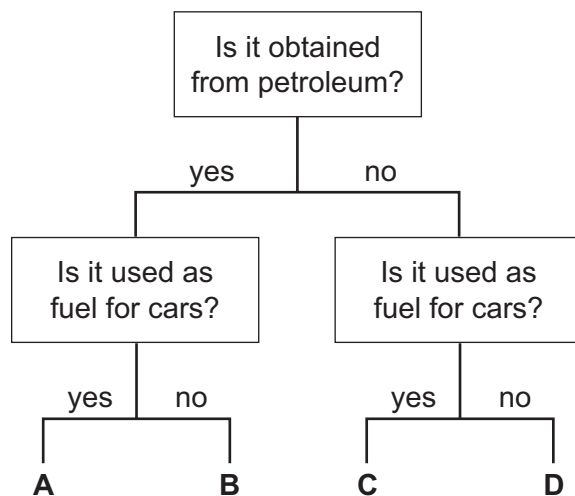 Is it obtained
from petroleum?
yes no
Is it used as
fuel for cars?
Is it used as
fuel for cars?
yes no
yes no
A B C D